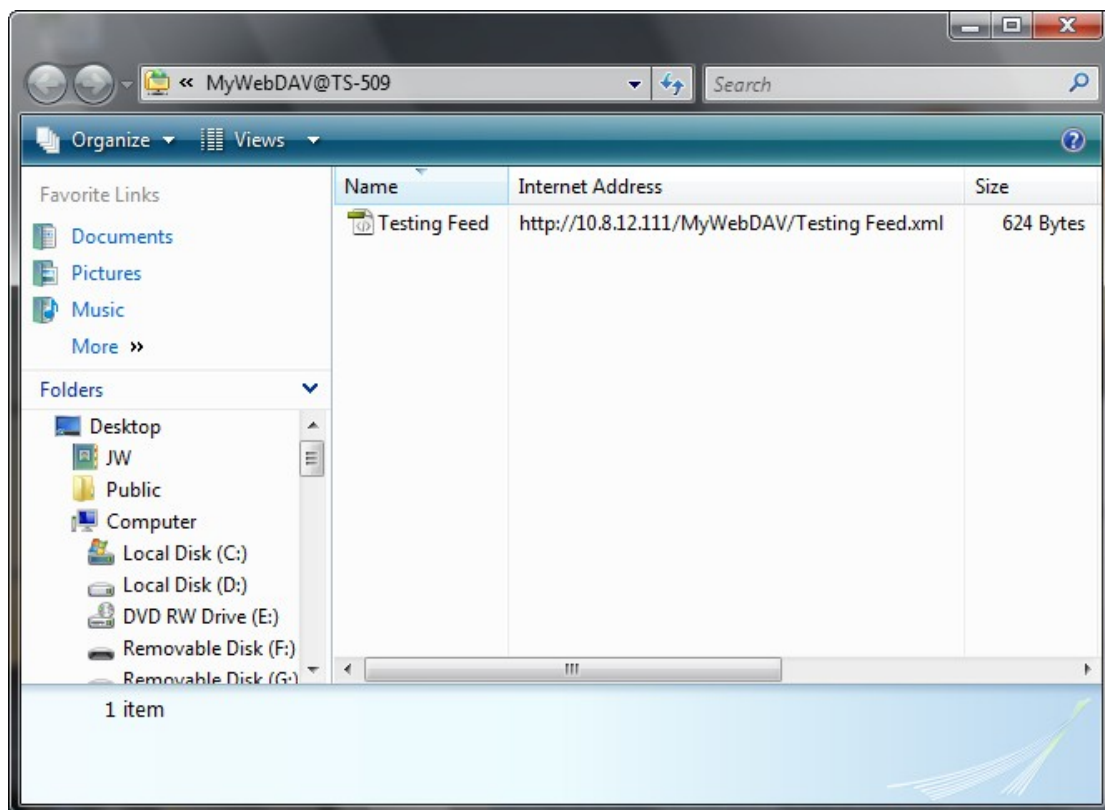 « MyWebDAV@TS-509
Search
Organize Views
Favorite Links
Documents
Pictures
Music
More »
Folders
Desktop
JW
Public
Computer
Local Disk (C:)
Local Disk (D:)
DVD RW Drive (E:)
Removable Disk (F:)
Removable Disk (G:)
Name Internet Address Size
Testing Feed http://10.8.12.111/MyWebDAV/Testing Feed.xml 624 Bytes
1 item